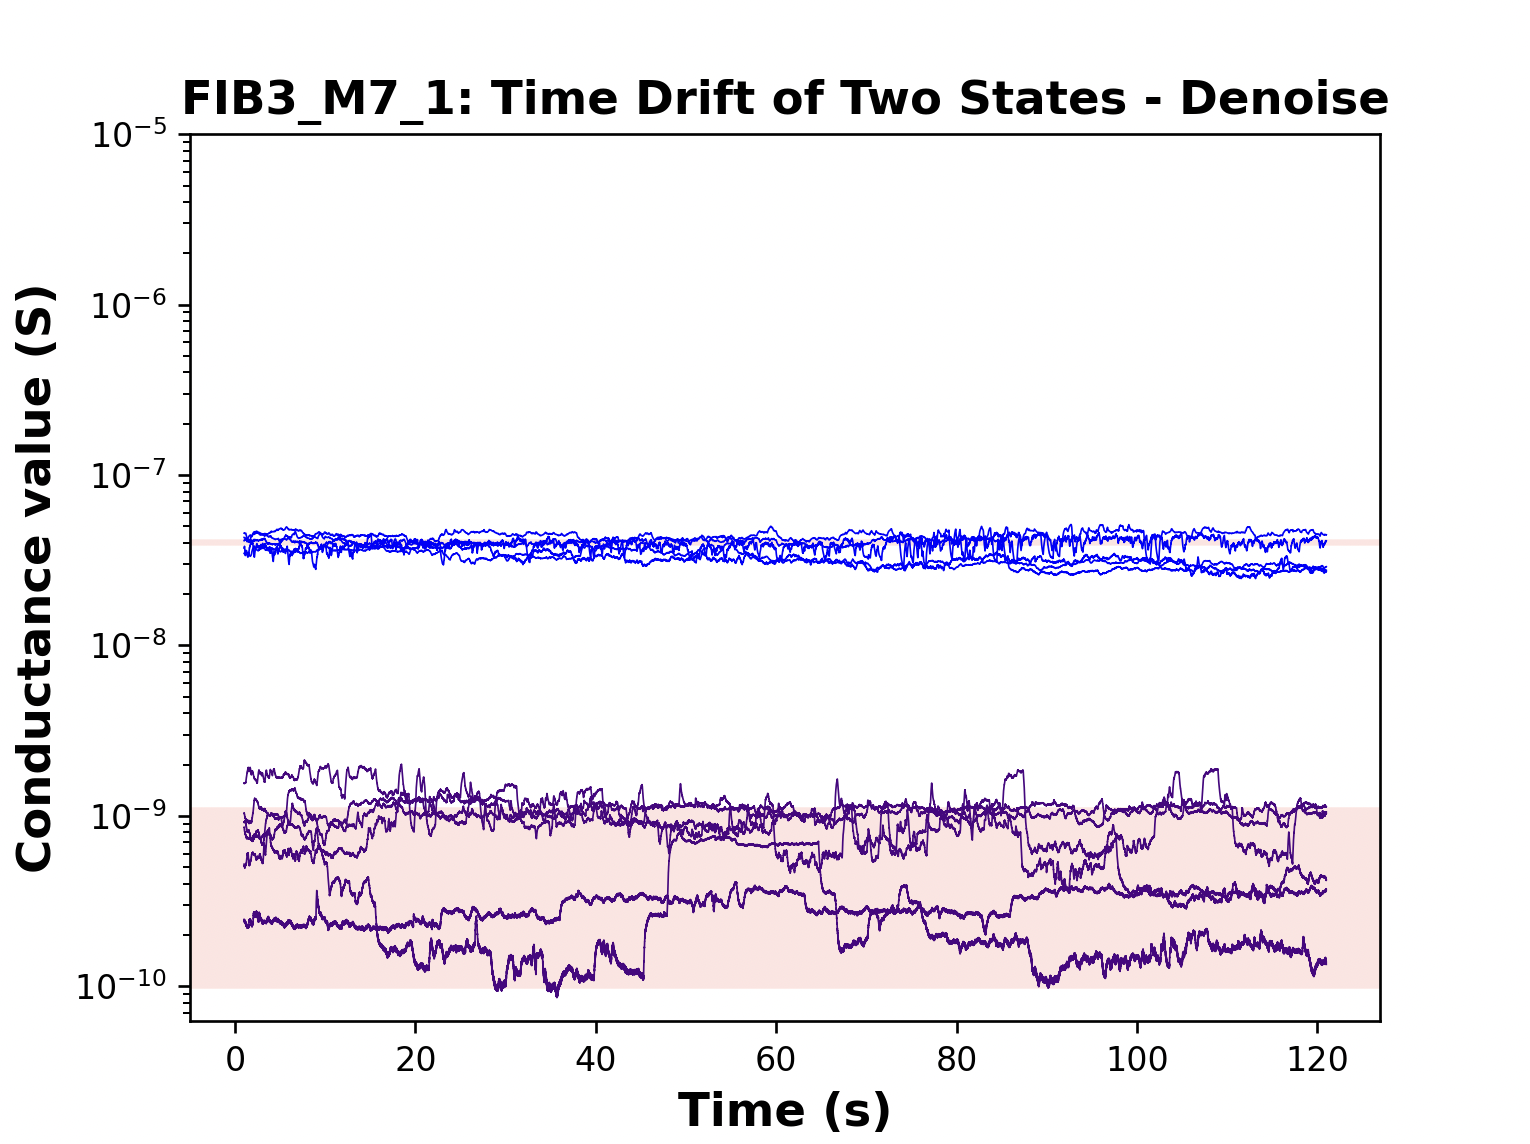 FIB3_M7_1: Time Drift of Two States - Denoise
Conductance value (S)
10⁻⁵
10⁻⁶
10⁻⁷
10⁻⁸
10⁻⁹
10⁻¹⁰
0 20 40 60 80 100 120
Time (s)